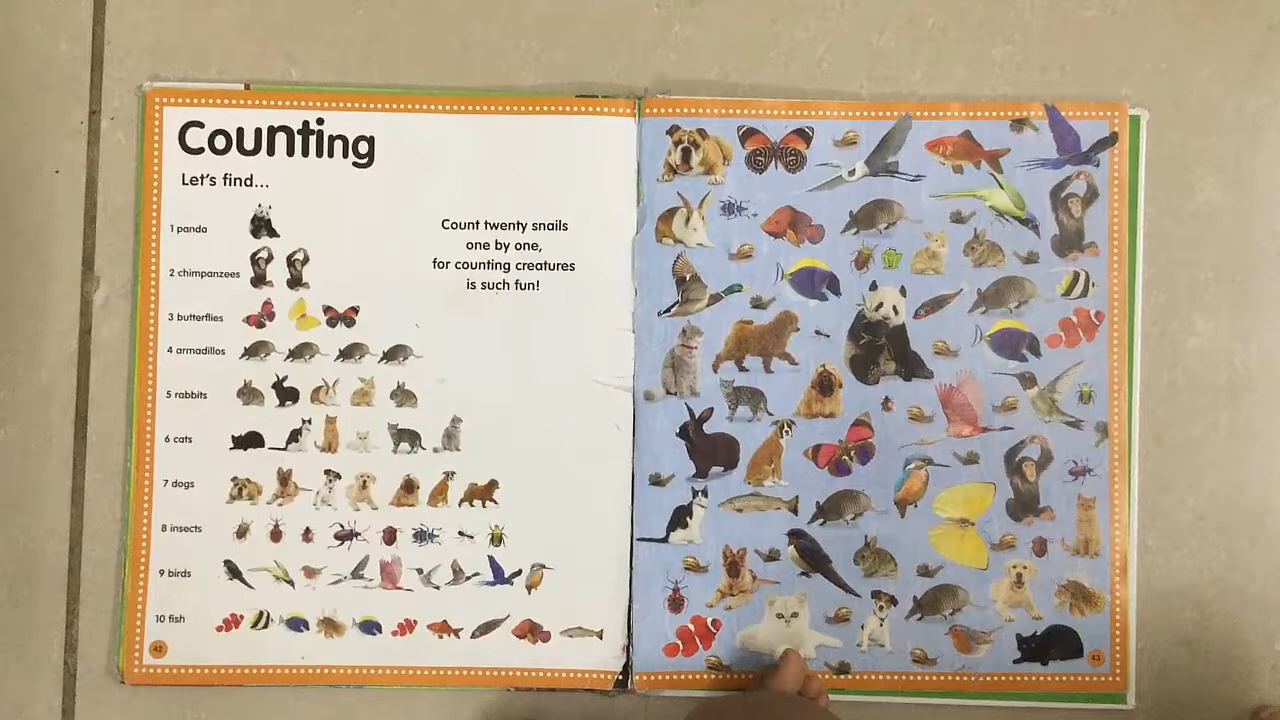 Counting
Let's find...
1 panda
2 chimpanzees
3 butterflies
4 armadillos
5 rabbits
6 cats
7 dogs
8 insects
9 birds
10 fish
42
Count twenty snails
one by one,
for counting creatures
is such fun!
43